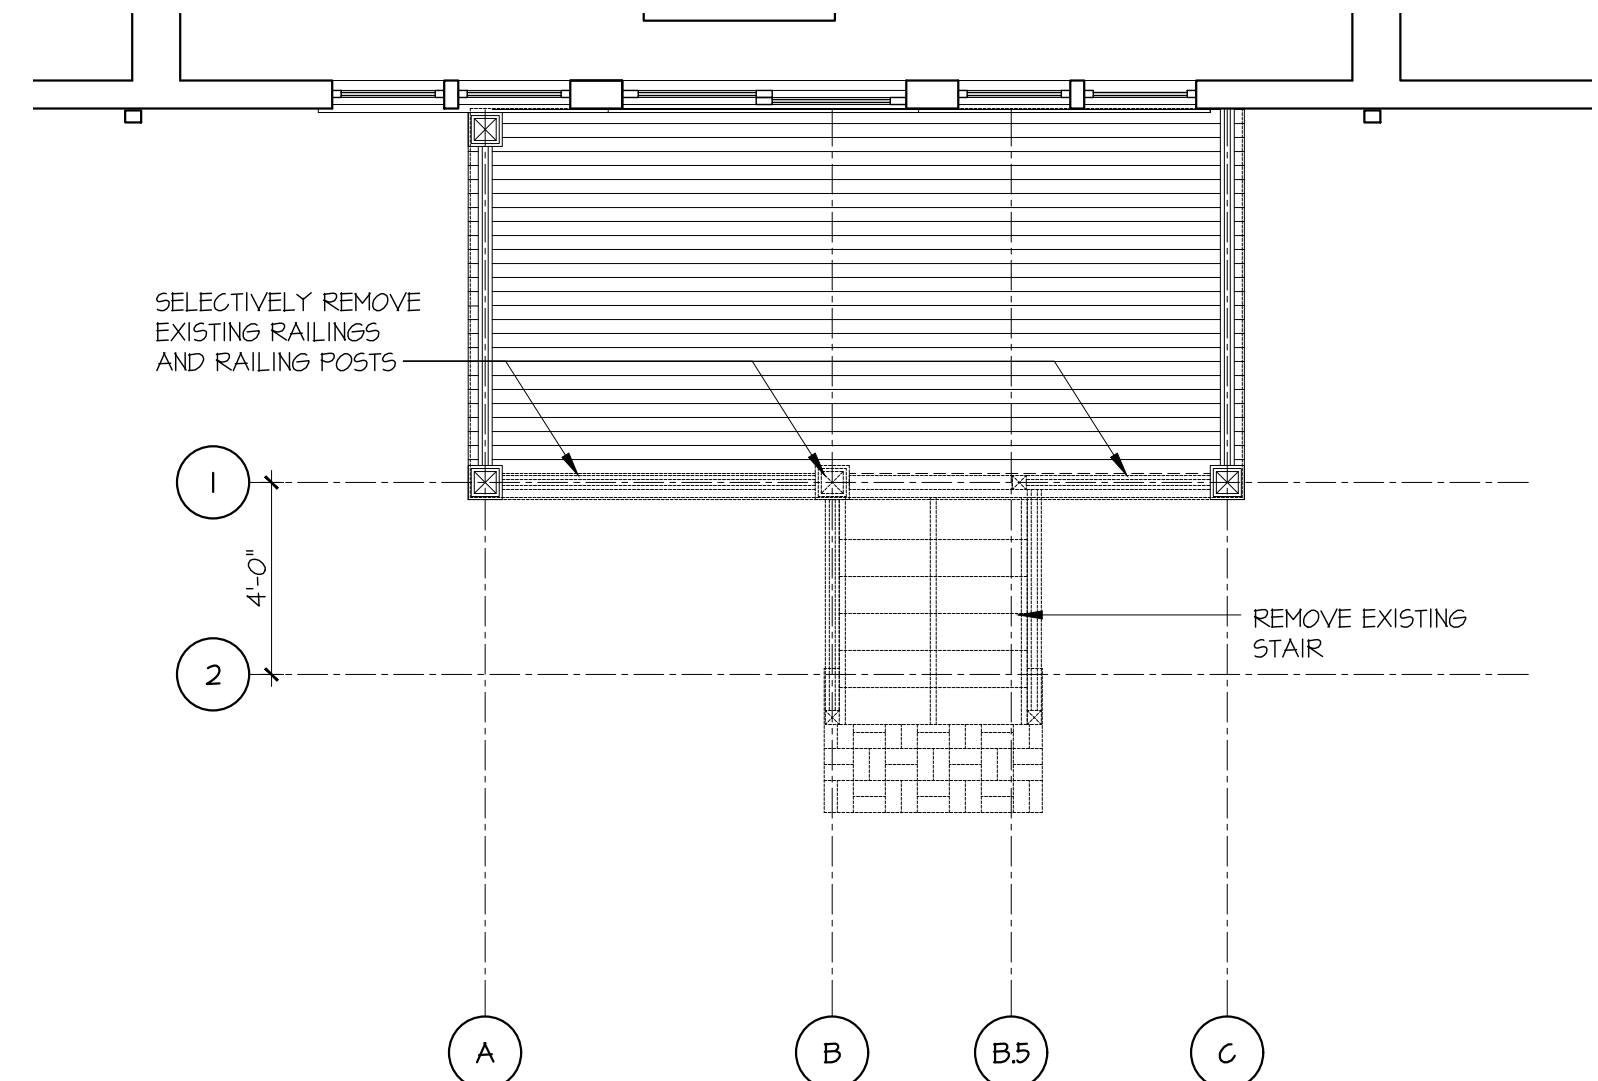 SELECTIVELY REMOVE
EXISTING RAILINGS
AND RAILING POSTS
1
4'-0"
2
REMOVE EXISTING
STAIR
A
B
B.5
C